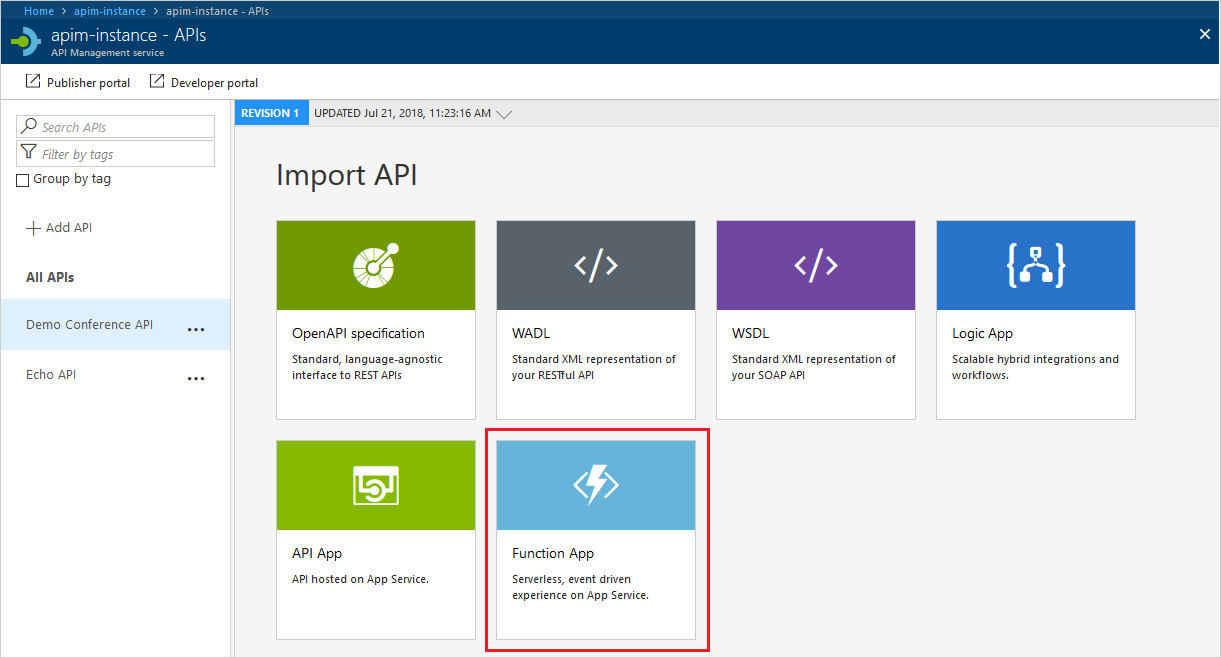 Home > apim-instance > apim-instance - APIs
apim-instance - APIs
API Management service
Publisher portal
Developer portal
Search APIs
Filter by tags
Group by tag
Add API
All APIs
Demo Conference API
Echo API
REVISION 1
UPDATED Jul 21, 2018, 11:23:16 AM
Import API
OpenAPI specification
Standard, language-agnostic
interface to REST APIs
WADL
Standard XML representation of
your RESTful API
WSDL
Standard XML representation of
your SOAP API
Logic App
Scalable hybrid integrations and
workflows.
API App
API hosted on App Service.
Function App
Serverless, event driven
experience on App Service.